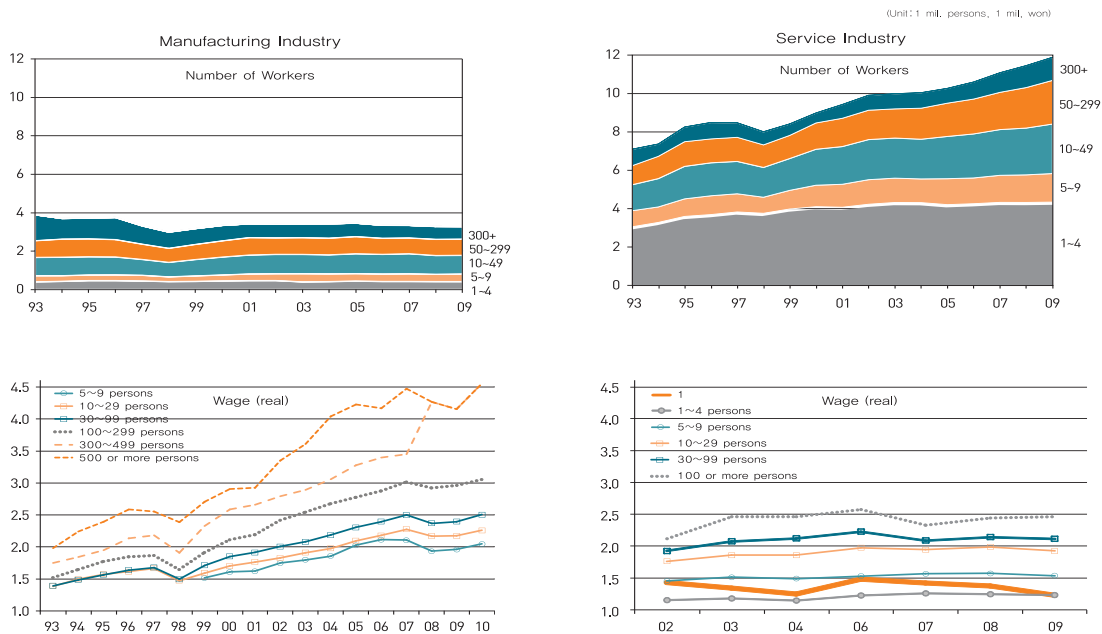 (Unit: 1 mil. persons, 1 mil. won)
Manufacturing Industry
Number of Workers
12
10
8
6
4
2
0
300+
50~299
10~49
5~9
1~4
93 95 97 99 01 03 05 07 09
Service Industry
Number of Workers
12
10
8
6
4
2
0
300+
50~299
10~49
5~9
1~4
93 95 97 99 01 03 05 07 09
Wage (real)
5~9 persons
10~29 persons
30~99 persons
100~299 persons
300~499 persons
500 or more persons
4.5
4.0
3.5
3.0
2.5
2.0
1.5
1.0
93 94 95 96 97 98 99 00 01 02 03 04 05 06 07 08 09 10
Wage (real)
1
1~4 persons
5~9 persons
10~29 persons
30~99 persons
100 or more persons
4.5
4.0
3.5
3.0
2.5
2.0
1.5
1.0
02 03 04 06 07 08 09